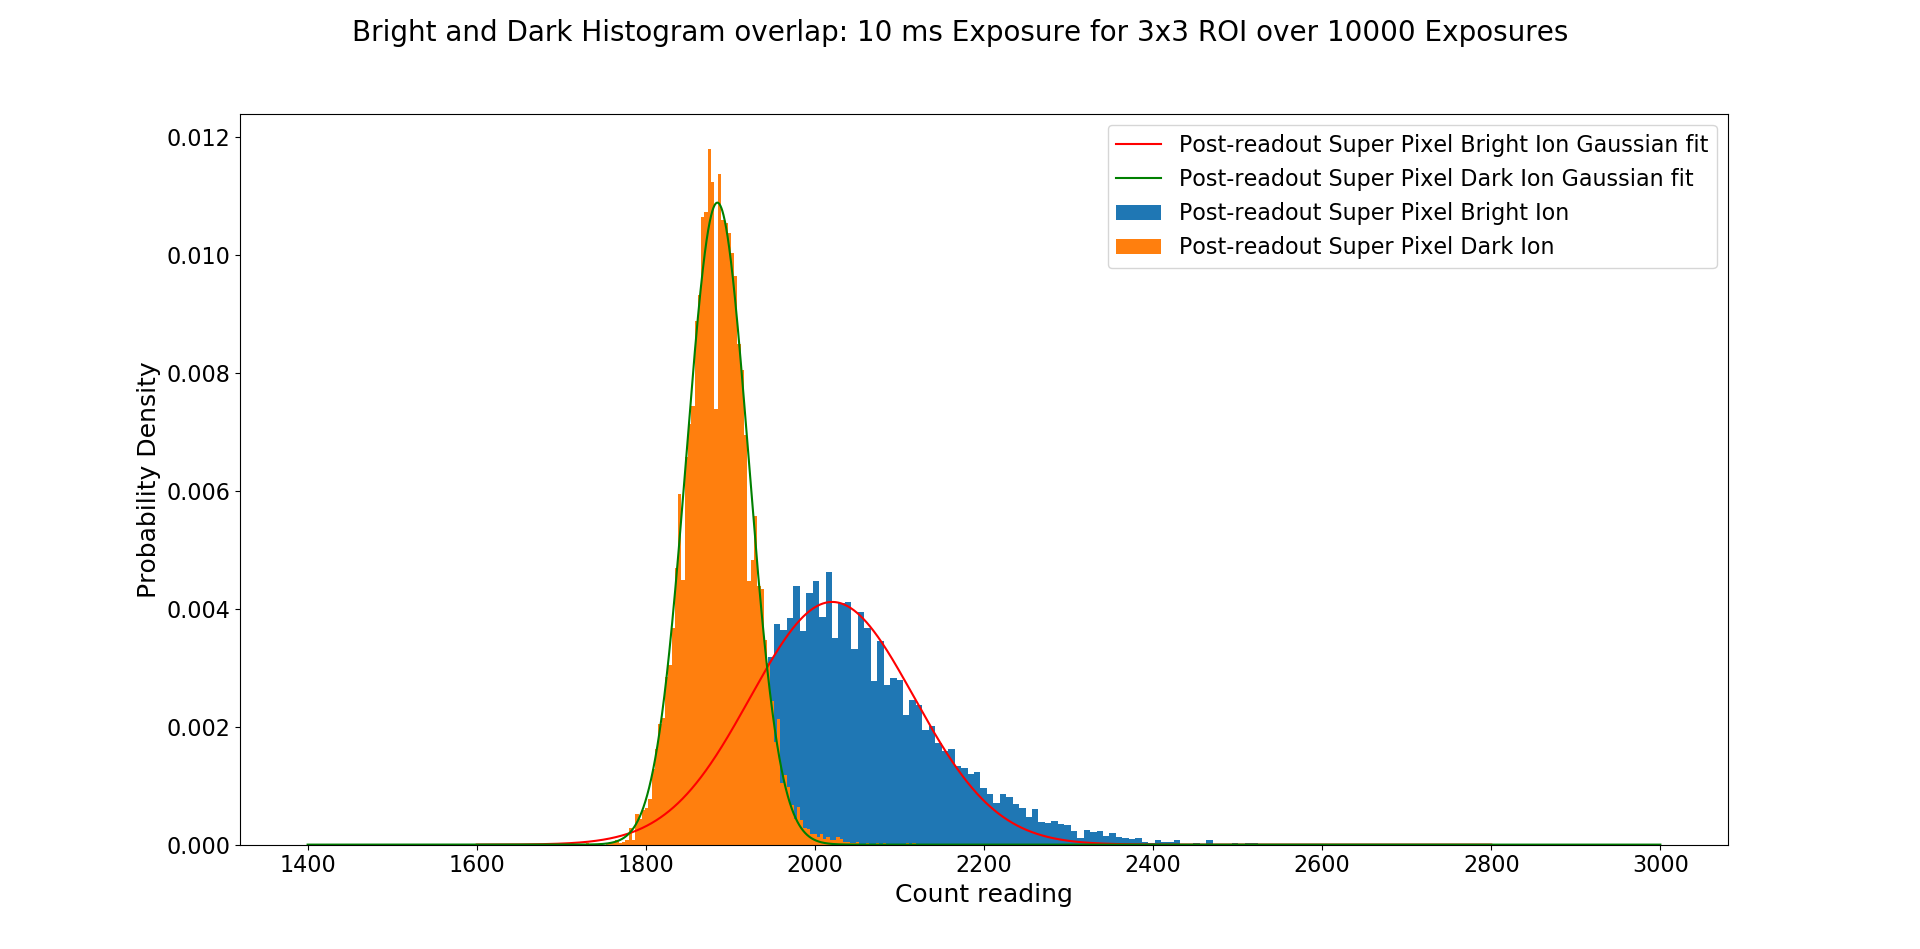 Bright and Dark Histogram overlap: 10 ms Exposure for 3x3 ROI over 10000 Exposures
Post-readout Super Pixel Bright Ion Gaussian fit
Post-readout Super Pixel Dark Ion Gaussian fit
Post-readout Super Pixel Bright Ion
Post-readout Super Pixel Dark Ion
Probability Density
0.012
0.010
0.008
0.006
0.004
0.002
0.000
1400 1600 1800 2000 2200 2400 2600 2800 3000
Count reading